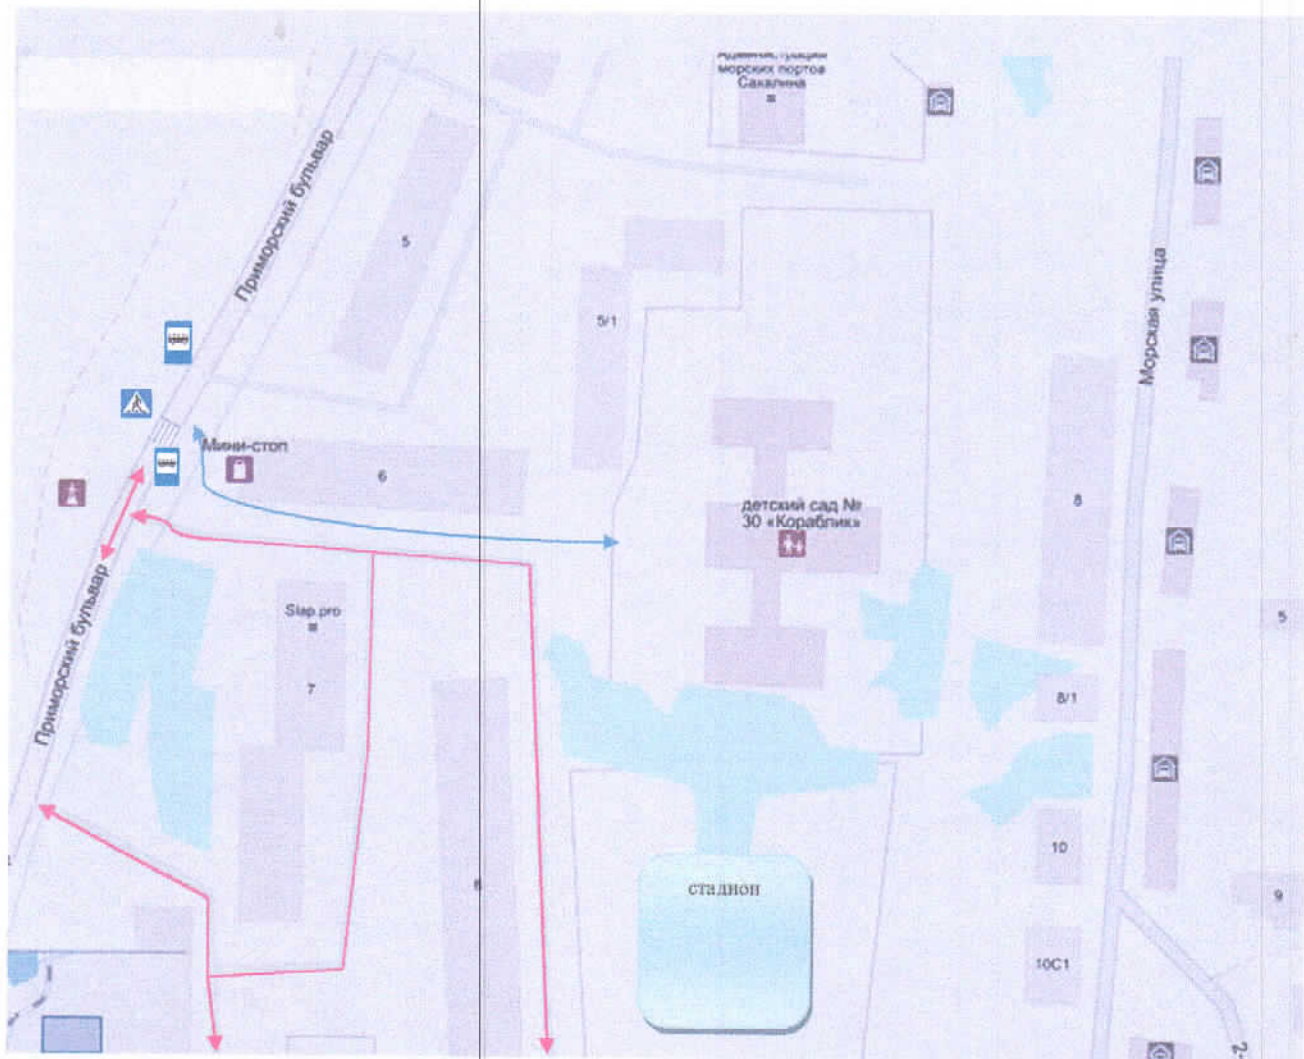 морских портов
Сахалина
Приморский бульвар
5
5/1
Морская улица
Мини-стоп
6
детский сад №
30 «Кораблик»
8
5
Slap.pro
7
8/1
Приморский бульвар
10
стадион
9
10С1